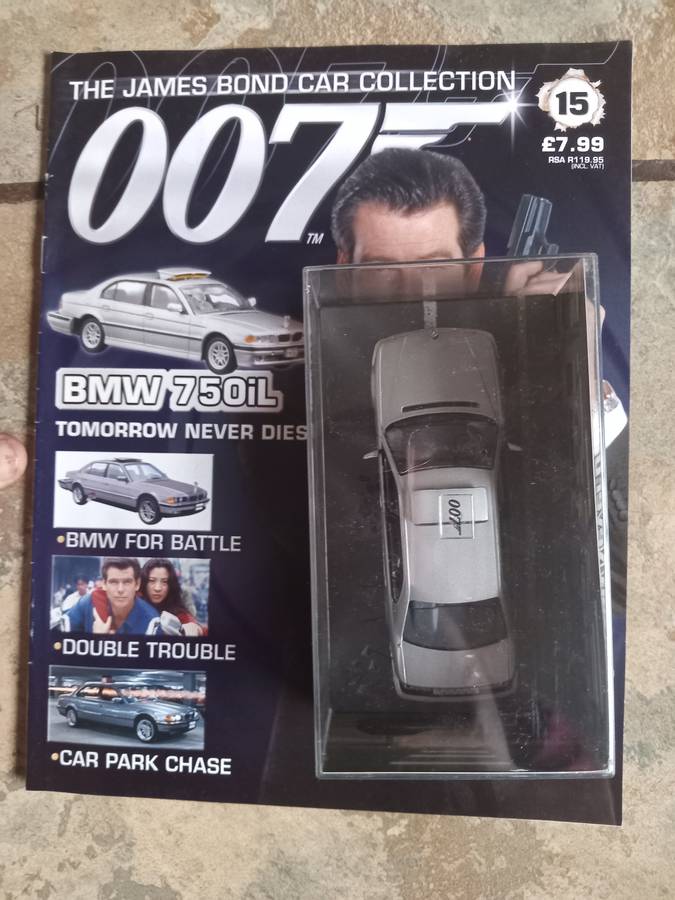 THE JAMES BOND CAR COLLECTION
15
007
TM
£7.99
RSA R119.95
(INCL. VAT)
BMW 750iL
TOMORROW NEVER DIES
•BMW FOR BATTLE
•DOUBLE TROUBLE
•CAR PARK CHASE
007